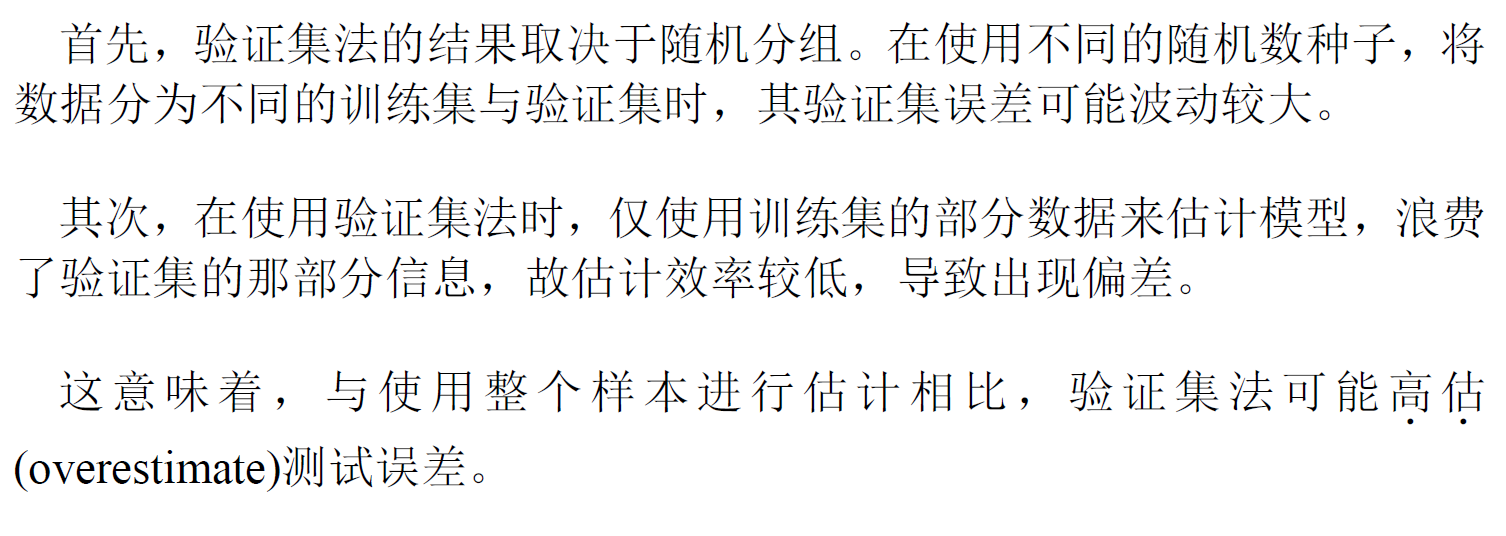 首先，验证集法的结果取决于随机分组。在使用不同的随机数种子，将
数据分为不同的训练集与验证集时，其验证集误差可能波动较大。
其次，在使用验证集法时，仅使用训练集的部分数据来估计模型，浪费
了验证集的那部分信息，故估计效率较低，导致出现偏差。
这意味着，与使用整个样本进行估计相比，验证集法可能高估
(overestimate)测试误差。